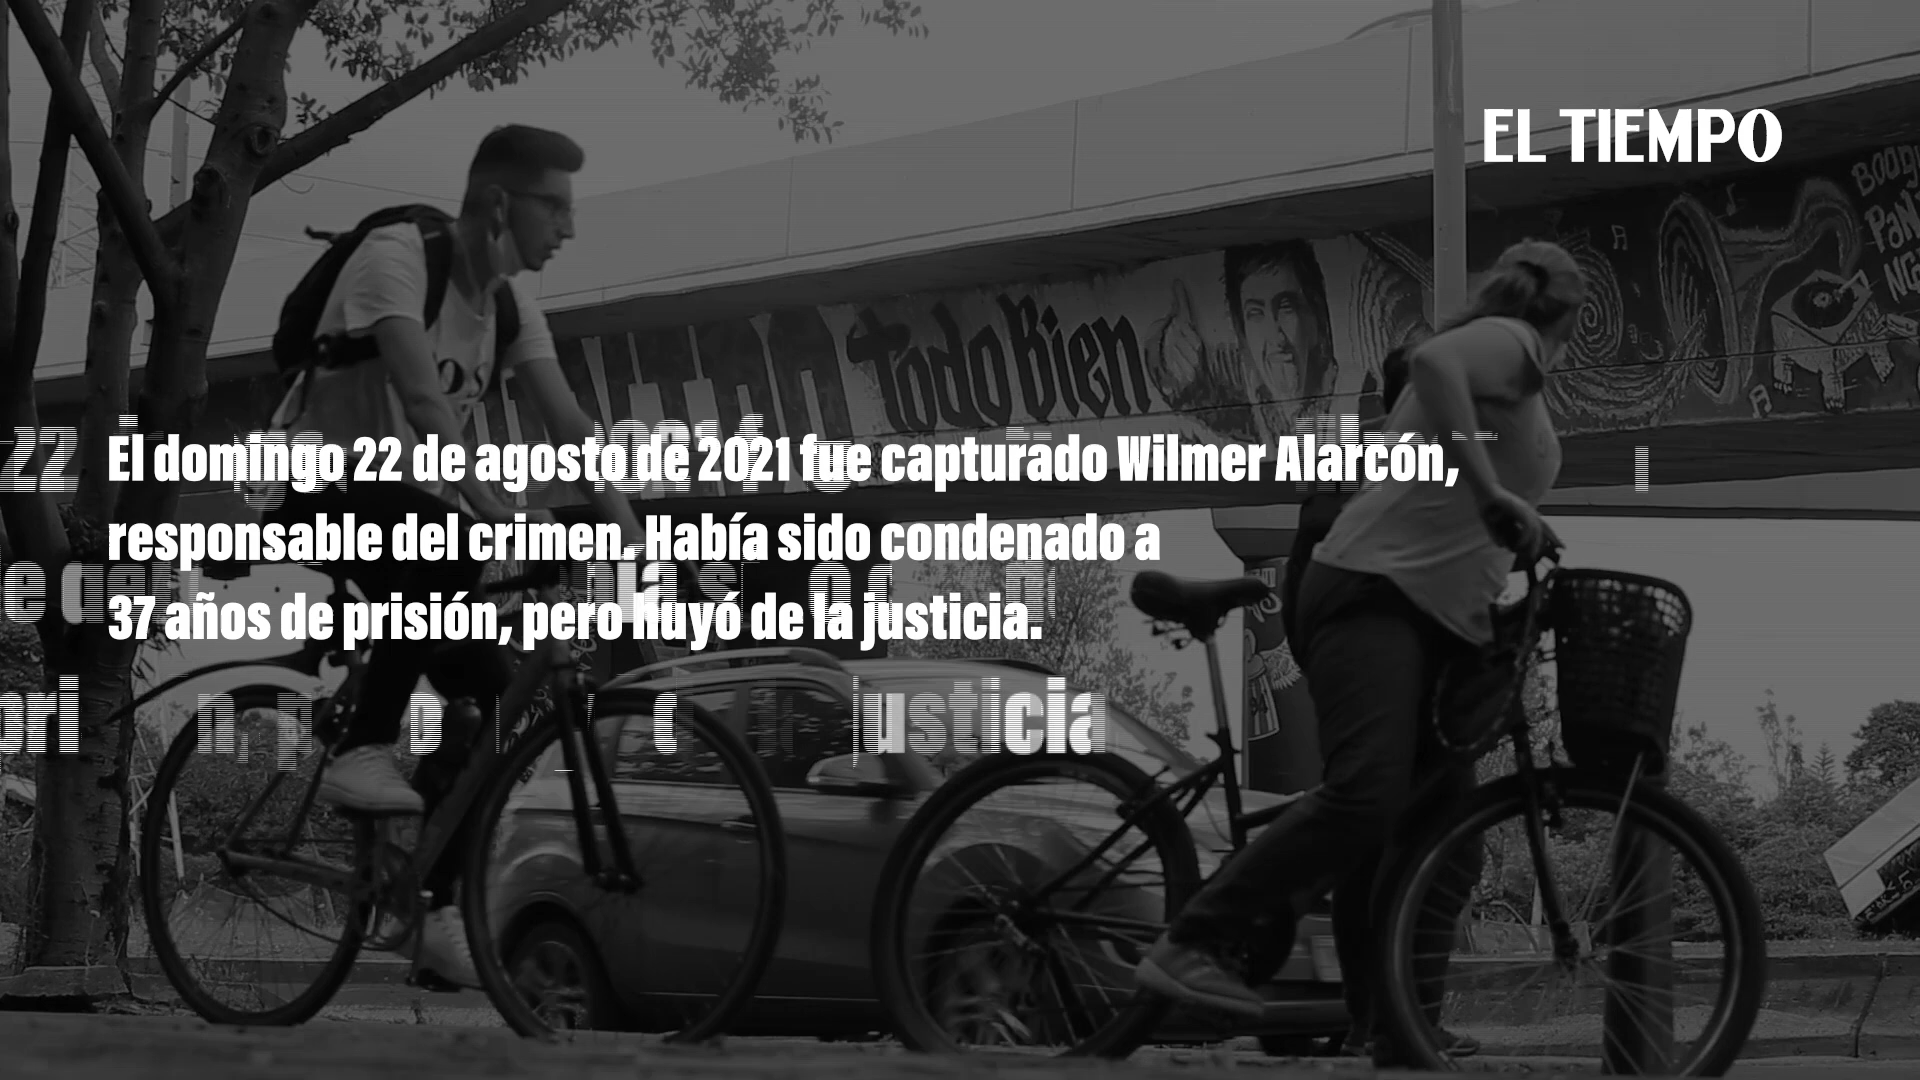 EL TIEMPO
BOOGY
todo Bien
El domingo 22 de agosto de 2021 fue capturado Wilmer Alarcón,
responsable del crimen. Había sido condenado a
37 años de prisión, pero huyó de la justicia.
justicia